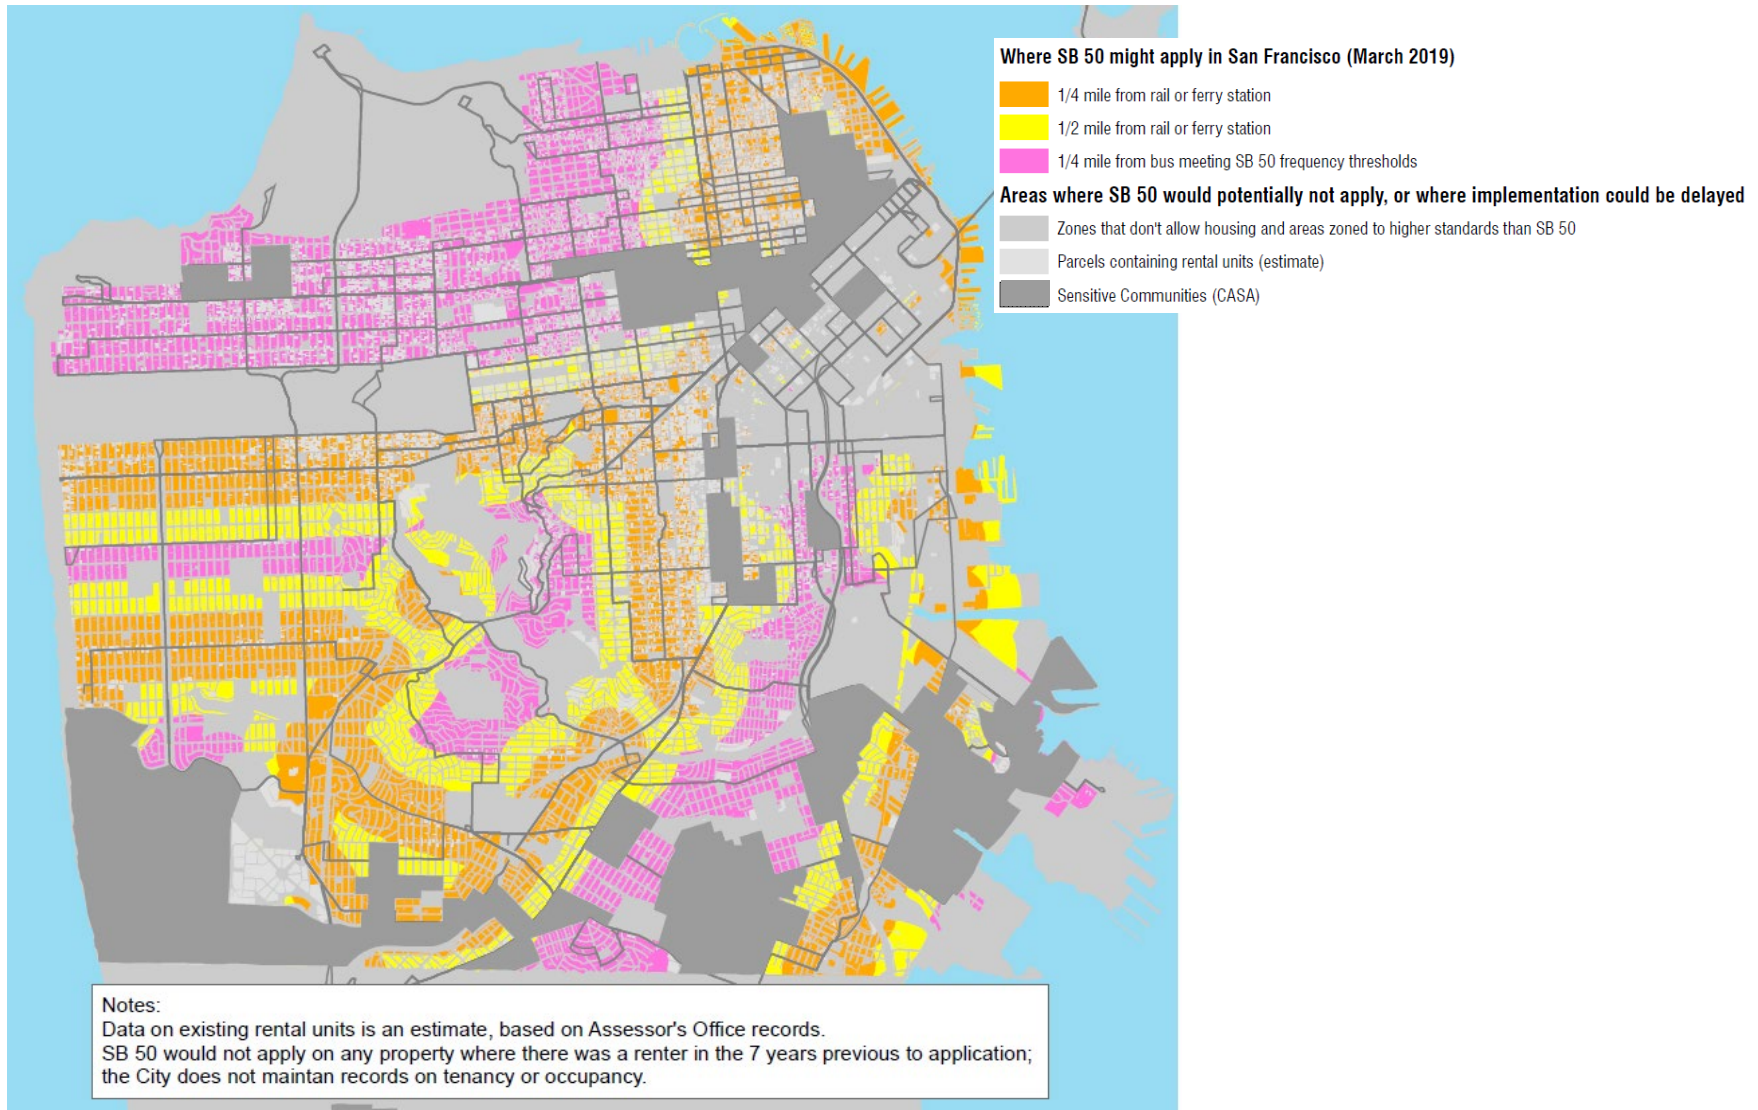 Where SB 50 might apply in San Francisco (March 2019)
1/4 mile from rail or ferry station
1/2 mile from rail or ferry station
1/4 mile from bus meeting SB 50 frequency thresholds
Areas where SB 50 would potentially not apply, or where implementation could be delayed
Zones that don't allow housing and areas zoned to higher standards than SB 50
Parcels containing rental units (estimate)
Sensitive Communities (CASA)
Notes:
Data on existing rental units is an estimate, based on Assessor's Office records.
SB 50 would not apply on any property where there was a renter in the 7 years previous to application;
the City does not maintan records on tenancy or occupancy.